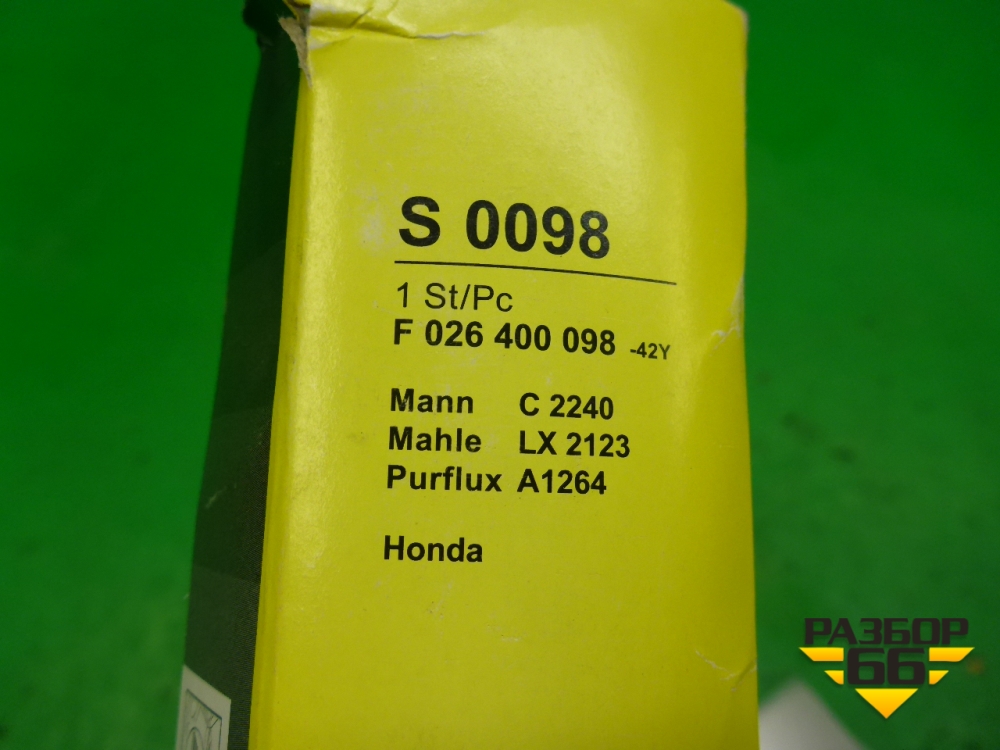 S 0098
1 St/Pc
F 026 400 098 -42Y
Mann C 2240
Mahle LX 2123
Purflux A1264
Honda
РАЗБОР
66